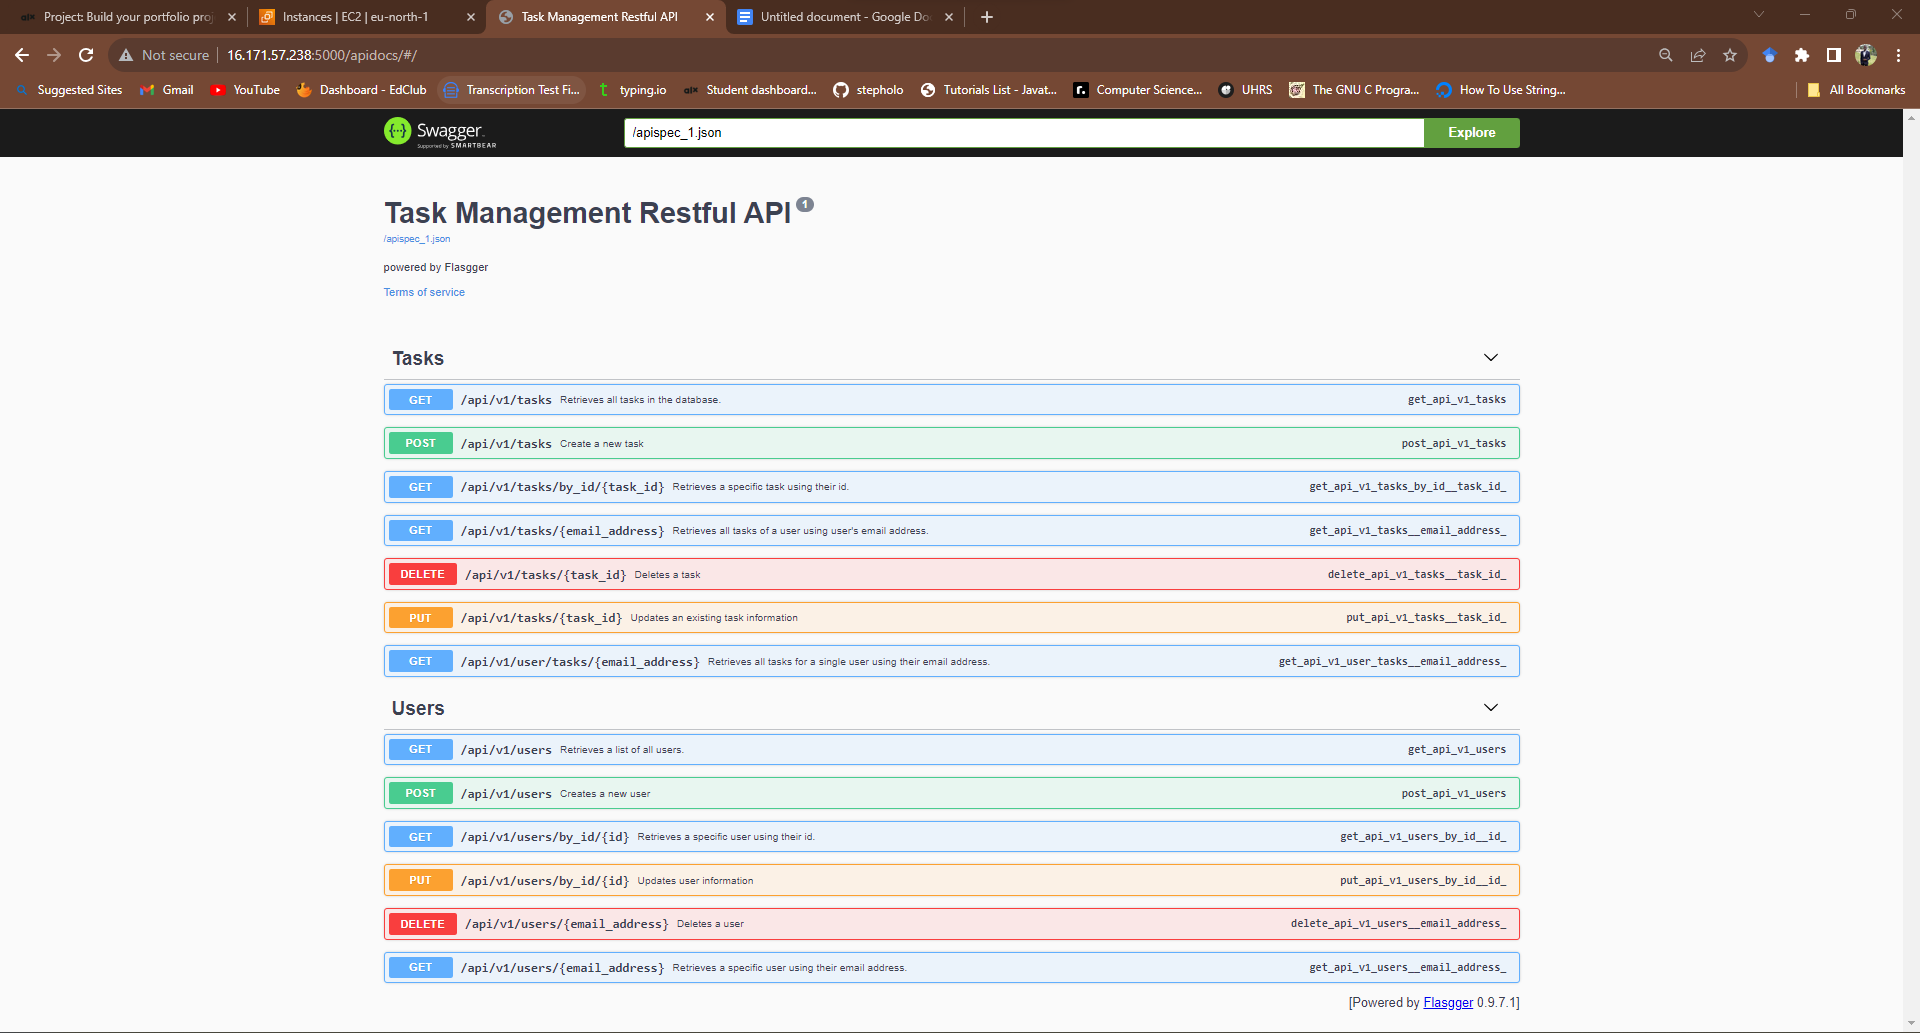 Project: Build your portfolio proj
Instances | EC2 | eu-north-1
Task Management Restful API
Untitled document - Google Do
Not secure
16.171.57.238:5000/apidocs/#/
Suggested Sites
Gmail
YouTube
Dashboard - EdClub
Transcription Test Fi...
typing.io
Student dashboard...
stepholo
Tutorials List - Javat...
Computer Science...
UHRS
The GNU C Progra...
How To Use String...
All Bookmarks
Swagger
Supported by SMARTBEAR
/apispec_1.json
Explore
Task Management Restful API 1
/apispec_1.json
powered by Flasgger
Terms of service
Tasks
GET /api/v1/tasks Retrieves all tasks in the database. get_api_v1_tasks
POST /api/v1/tasks Create a new task post_api_v1_tasks
GET /api/v1/tasks/by_id/{task_id} Retrieves a specific task using their id. get_api_v1_tasks_by_id__task_id_
GET /api/v1/tasks/{email_address} Retrieves all tasks of a user using user's email address. get_api_v1_tasks__email_address_
DELETE /api/v1/tasks/{task_id} Deletes a task delete_api_v1_tasks__task_id_
PUT /api/v1/tasks/{task_id} Updates an existing task information put_api_v1_tasks__task_id_
GET /api/v1/user/tasks/{email_address} Retrieves all tasks for a single user using their email address. get_api_v1_user_tasks__email_address_
Users
GET /api/v1/users Retrieves a list of all users. get_api_v1_users
POST /api/v1/users Creates a new user post_api_v1_users
GET /api/v1/users/by_id/{id} Retrieves a specific user using their id. get_api_v1_users_by_id__id_
PUT /api/v1/users/by_id/{id} Updates user information put_api_v1_users_by_id__id_
DELETE /api/v1/users/{email_address} Deletes a user delete_api_v1_users__email_address_
GET /api/v1/users/{email_address} Retrieves a specific user using their email address. get_api_v1_users__email_address_
[Powered by Flasgger 0.9.7.1]